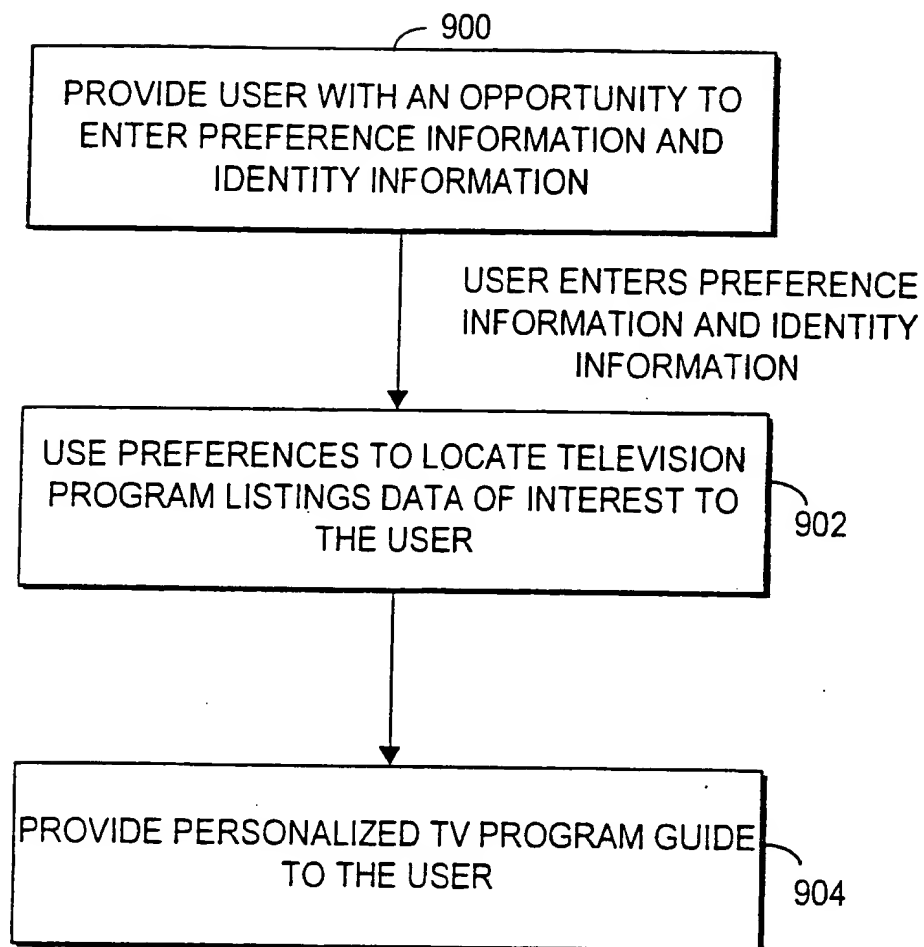 900
PROVIDE USER WITH AN OPPORTUNITY TO
ENTER PREFERENCE INFORMATION AND
IDENTITY INFORMATION
USER ENTERS PREFERENCE
INFORMATION AND IDENTITY
INFORMATION
USE PREFERENCES TO LOCATE TELEVISION
PROGRAM LISTINGS DATA OF INTEREST TO
THE USER
902
PROVIDE PERSONALIZED TV PROGRAM GUIDE
TO THE USER
904